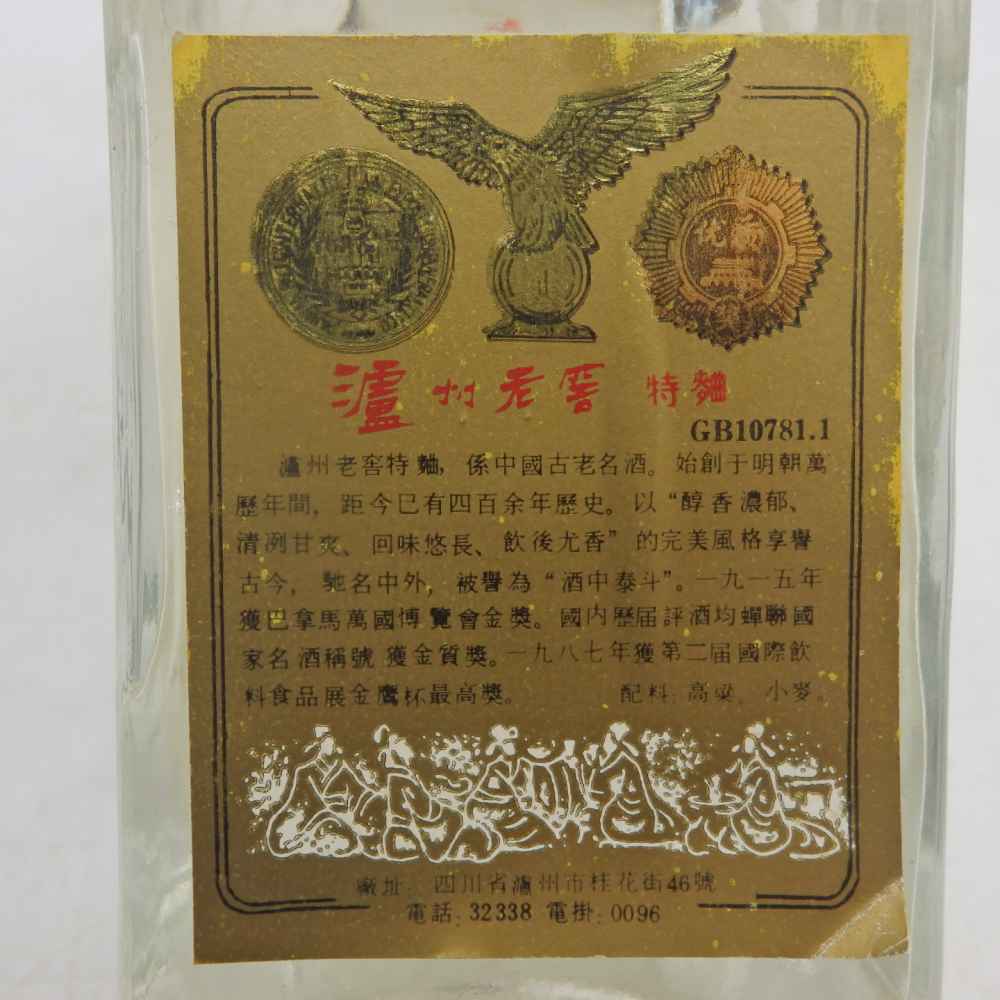 瀘州老窖 特麯
GB10781.1
瀘州老窖特麯,係中國古老名酒。始創于明朝萬
歷年間,距今已有四百余年歷史。以“醇香濃郁、
清冽甘爽、回味悠長、飲後尤香”的完美風格享譽
古今,馳名中外,被譽為“酒中泰斗”。一九一五年
獲巴拿馬萬國博覽會金獎。國内歷届評酒均蟬聯國
家名酒稱號獲金質獎。一九八七年獲第二届國際飲
料食品展金鷹杯最高獎。 配料:高粱、小麥。
廠址:四川省瀘州市桂花街46號
電話:32338 電掛:0096